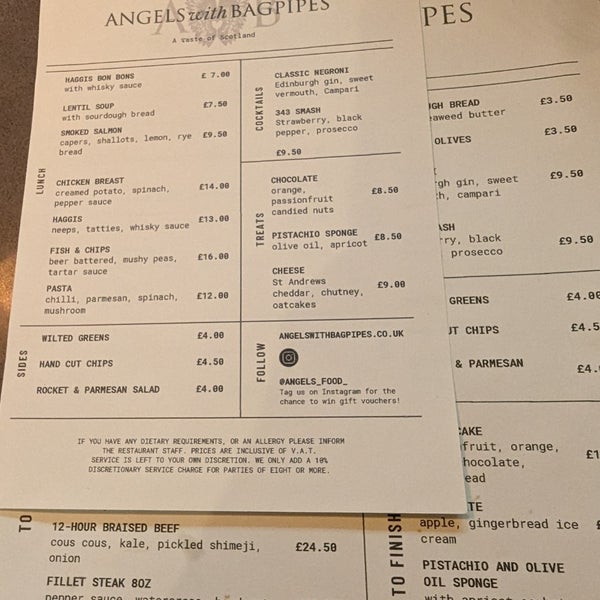 ANGELS with BAGPIPES
A taste of Scotland
LUNCH
HAGGIS BON BONS £ 7.00
with whisky sauce
LENTIL SOUP £7.50
with sourdough bread
SMOKED SALMON £9.50
capers, shallots, lemon, rye
bread
CHICKEN BREAST £14.00
creamed potato, spinach,
pepper sauce
HAGGIS £13.00
neeps, tatties, whisky sauce
FISH & CHIPS £16.00
beer battered, mushy peas,
tartar sauce
PASTA £12.00
chilli, parmesan, spinach,
mushroom
COCKTAILS
CLASSIC NEGRONI
Edinburgh gin, sweet
vermouth, Campari
343 SMASH
Strawberry, black
pepper, prosecco
£9.50
TREATS
CHOCOLATE
orange, £8.50
passionfruit
candied nuts
PISTACHIO SPONGE £8.50
olive oil, apricot
CHEESE
St Andrews £9.00
cheddar, chutney,
oatcakes
SIDES
WILTED GREENS £4.00
HAND CUT CHIPS £4.50
ROCKET & PARMESAN SALAD £4.00
FOLLOW
ANGELSWITHBAGPIPES.CO.UK
@ANGELS_FOOD_
Tag us on Instagram for the
chance to win gift vouchers!
IF YOU HAVE ANY DIETARY REQUIREMENTS, OR AN ALLERGY PLEASE INFORM
THE RESTAURANT STAFF. PRICES ARE INCLUSIVE OF V.A.T.
SERVICE IS LEFT TO YOUR OWN DISCRETION. WE ONLY ADD A 10%
DISCRETIONARY SERVICE CHARGE FOR PARTIES OF EIGHT OR MORE.
PES
GH BREAD £3.50
aweed butter
OLIVES £3.50
gh gin, sweet £9.50
h, campari
ASH
ry, black £9.50
prosecco
GREENS £4.00
UT CHIPS £4.5
& PARMESAN £4.
CAKE
fruit, orange, £1
hocolate,
ead
TE
apple, gingerbread ice
cream
PISTACHIO AND OLIVE
OIL SPONGE
TO FINISH
TO
12-HOUR BRAISED BEEF
cous cous, kale, pickled shimeji, £24.50
onion
FILLET STEAK 8OZ